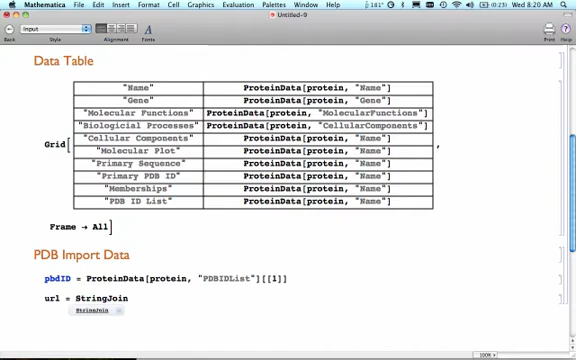 Mathematica File Edit Insert Format Cell Graphics Evaluation Palettes Window Help 181° (0:23) Wed 8:20 AM
Untitled-9
Input
Back Style Alignment Fonts Print Help
Data Table
"Name" ProteinData[protein, "Name"]
"Gene" ProteinData[protein, "Gene"]
"Molecular Functions" ProteinData[protein, "MolecularFunctions"]
"Biologicial Processes" ProteinData[protein, "CellularComponents"]
"Cellular Components" ProteinData[protein, "Name"]
Grid[ "Molecular Plot" ProteinData[protein, "Name"] ,
"Primary Sequence" ProteinData[protein, "Name"]
"Primary PDB ID" ProteinData[protein, "Name"]
"Memberships" ProteinData[protein, "Name"]
"PDB ID List" ProteinData[protein, "Name"]
Frame → All]
PDB Import Data
pbdID = ProteinData[protein, "PDBIDList"][[1]]
url = StringJoin
StringJoin
100%